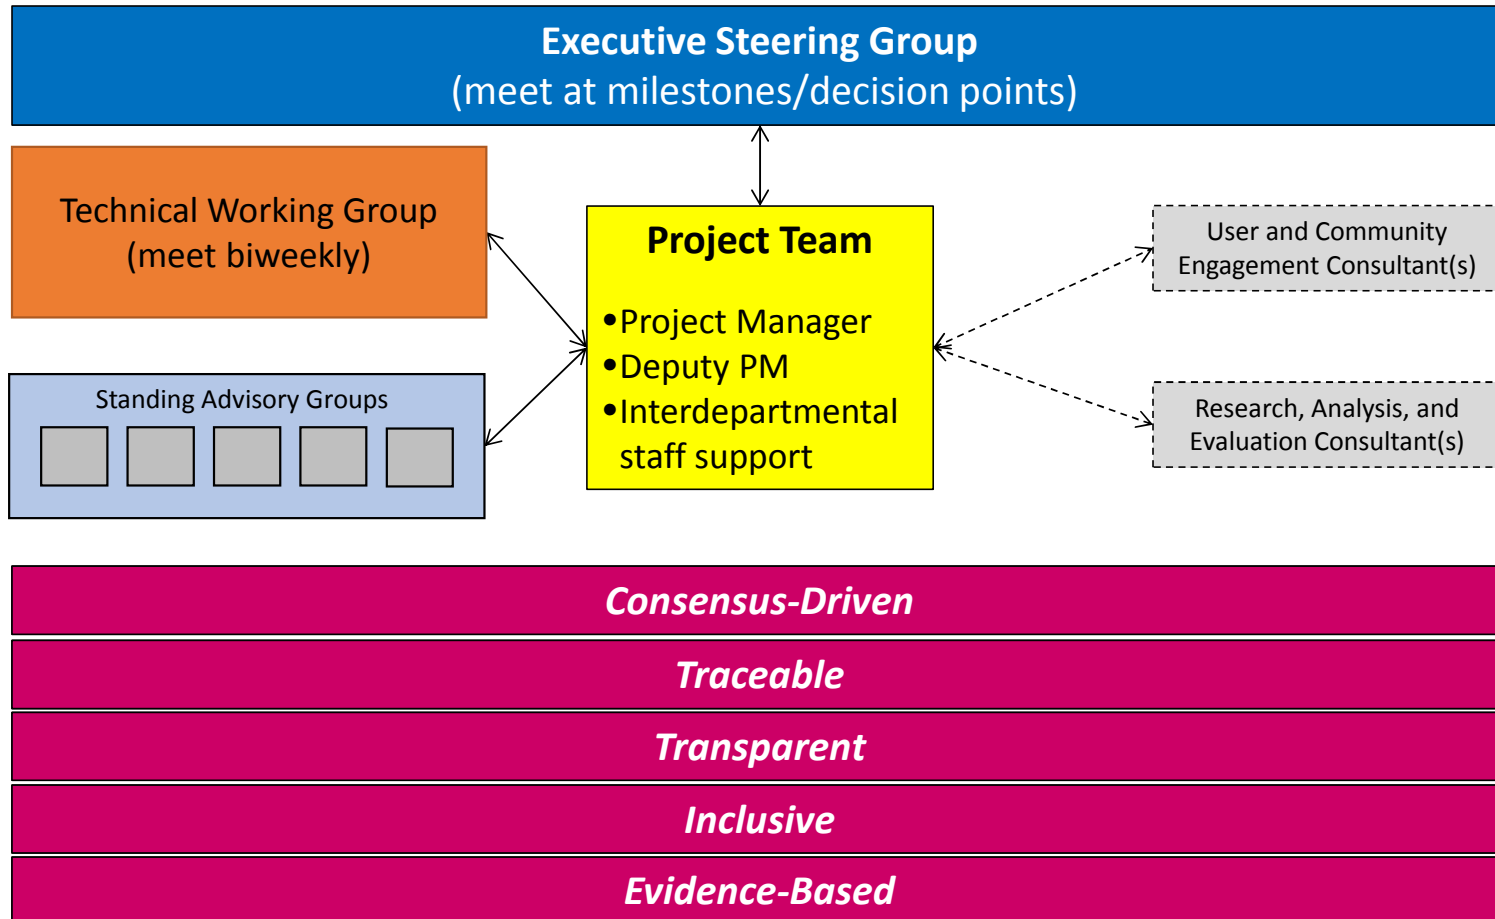 Executive Steering Group
(meet at milestones/decision points)
Technical Working Group
(meet biweekly)
Project Team
•Project Manager
•Deputy PM
•Interdepartmental
staff support
User and Community
Engagement Consultant(s)
Standing Advisory Groups
Research, Analysis, and
Evaluation Consultant(s)
Consensus-Driven
Traceable
Transparent
Inclusive
Evidence-Based